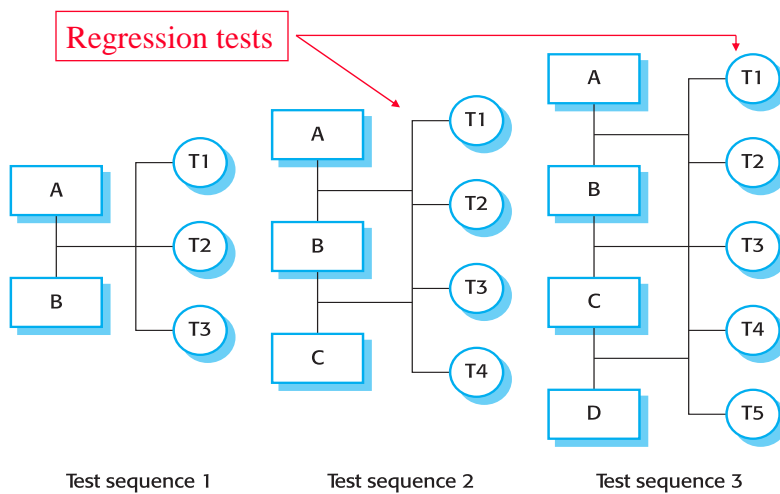 Regression tests
A
B
T1
T2
T3
Test sequence 1
A
B
C
T1
T2
T3
T4
Test sequence 2
A
B
C
D
T1
T2
T3
T4
T5
Test sequence 3